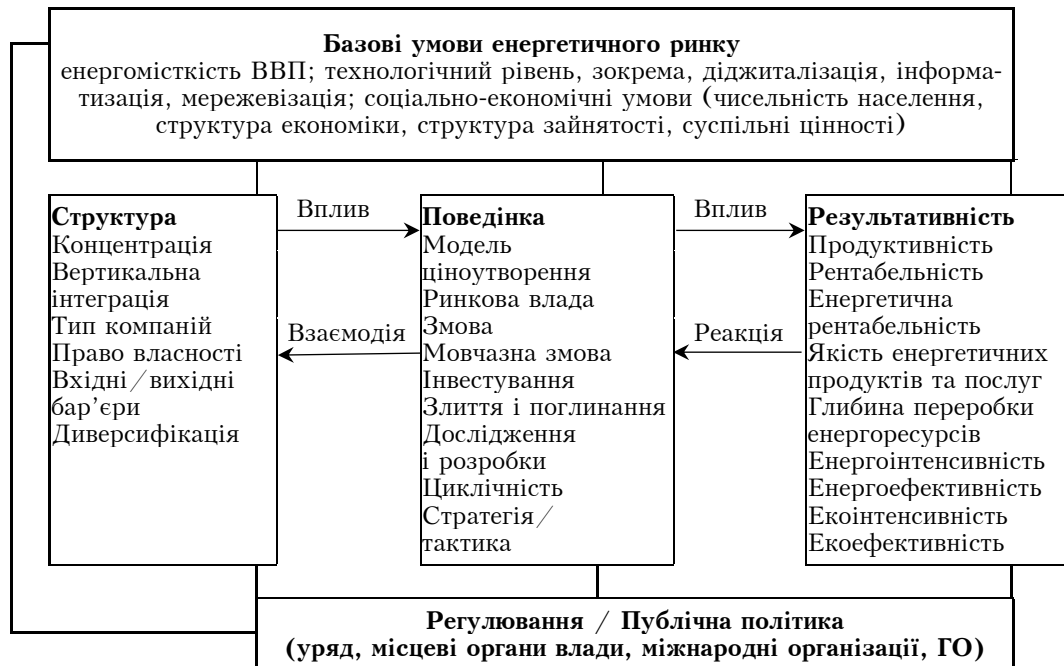 Базові умови енергетичного ринку
енергомісткість ВВП; технологічний рівень, зокрема, діджиталізація, інформа-
тизація, мережевізація; соціально-економічні умови (чисельність населення,
структура економіки, структура зайнятості, суспільні цінності)
Структура
Концентрація
Вертикальна
інтеграція
Тип компаній
Право власності
Вхідні/вихідні
бар’єри
Диверсифікація
Вплив
Взаємодія
Поведінка
Модель
ціноутворення
Ринкова влада
Змова
Мовчазна змова
Інвестування
Злиття і поглинання
Дослідження
і розробки
Циклічність
Стратегія/
тактика
Вплив
Реакція
Результативність
Продуктивність
Рентабельність
Енергетична
рентабельність
Якість енергетичних
продуктів та послуг
Глибина переробки
енергоресурсів
Енергоінтенсивність
Енергоефективність
Екоінтенсивність
Екоефективність
Регулювання / Публічна політика
(уряд, місцеві органи влади, міжнародні організації, ГО)